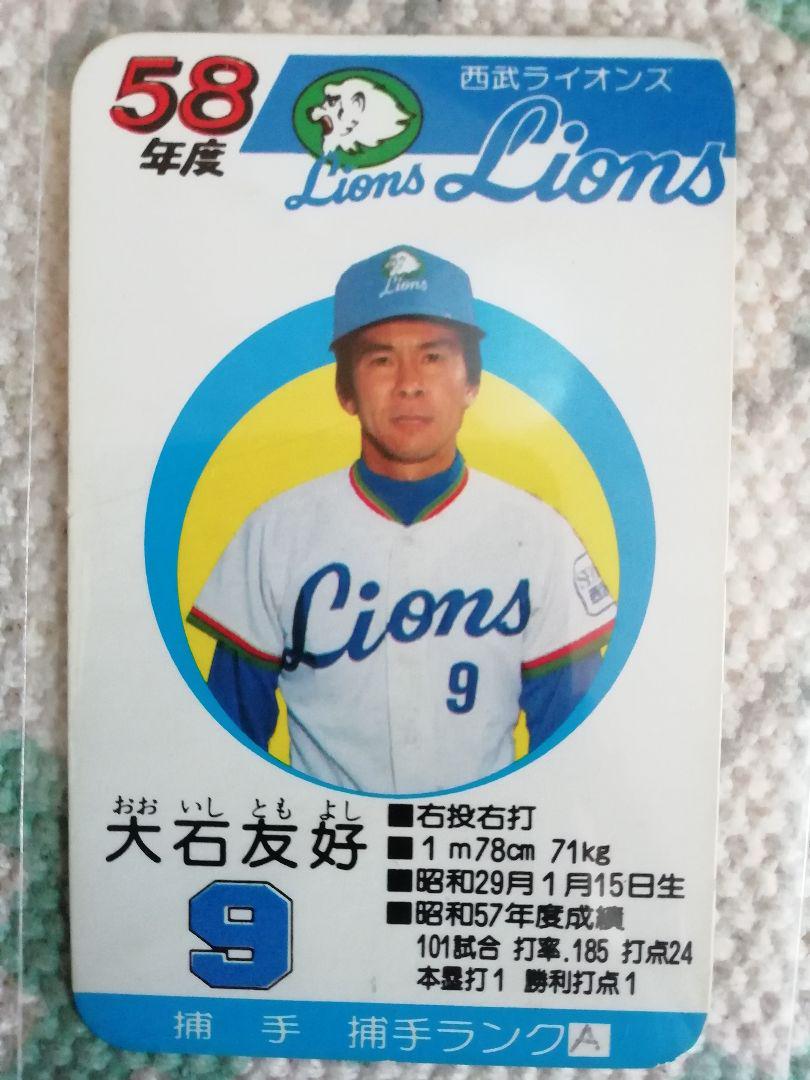 58
年度
西武ライオンズ
Lions
Lions
Lions
Lions
9
おお いし とも よし
大石友好
9
■右投右打
■1m78cm 71kg
■昭和29月1月15日生
■昭和57年度成績
101試合 打率.185 打点24
本塁打1 勝利打点1
捕手 捕手ランクA